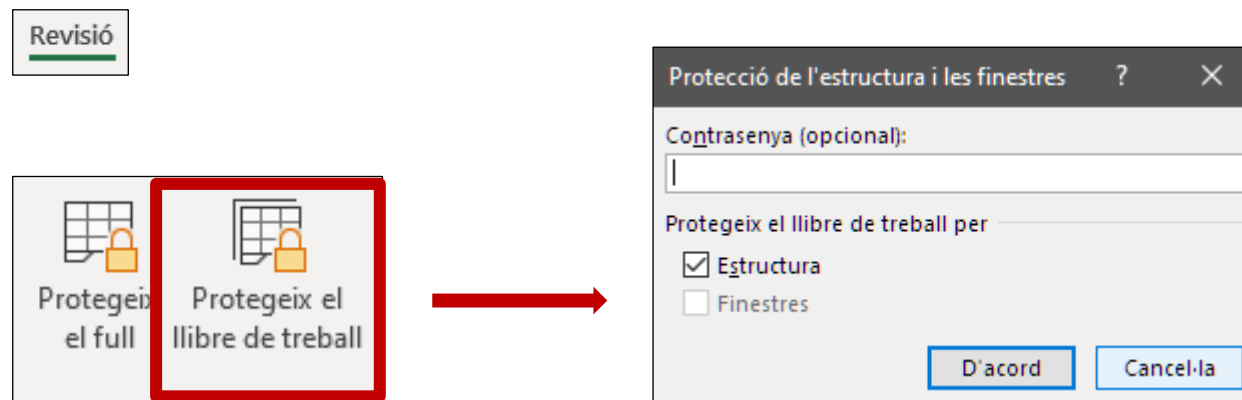 Revisió
Protecció de l'estructura i les finestres ? ×
Contrasenya (opcional):
Protegeix el llibre de treball per
Estructura
Finestres
D'acord Cancel·la
Protegeix
el full
Protegeix el
llibre de treball